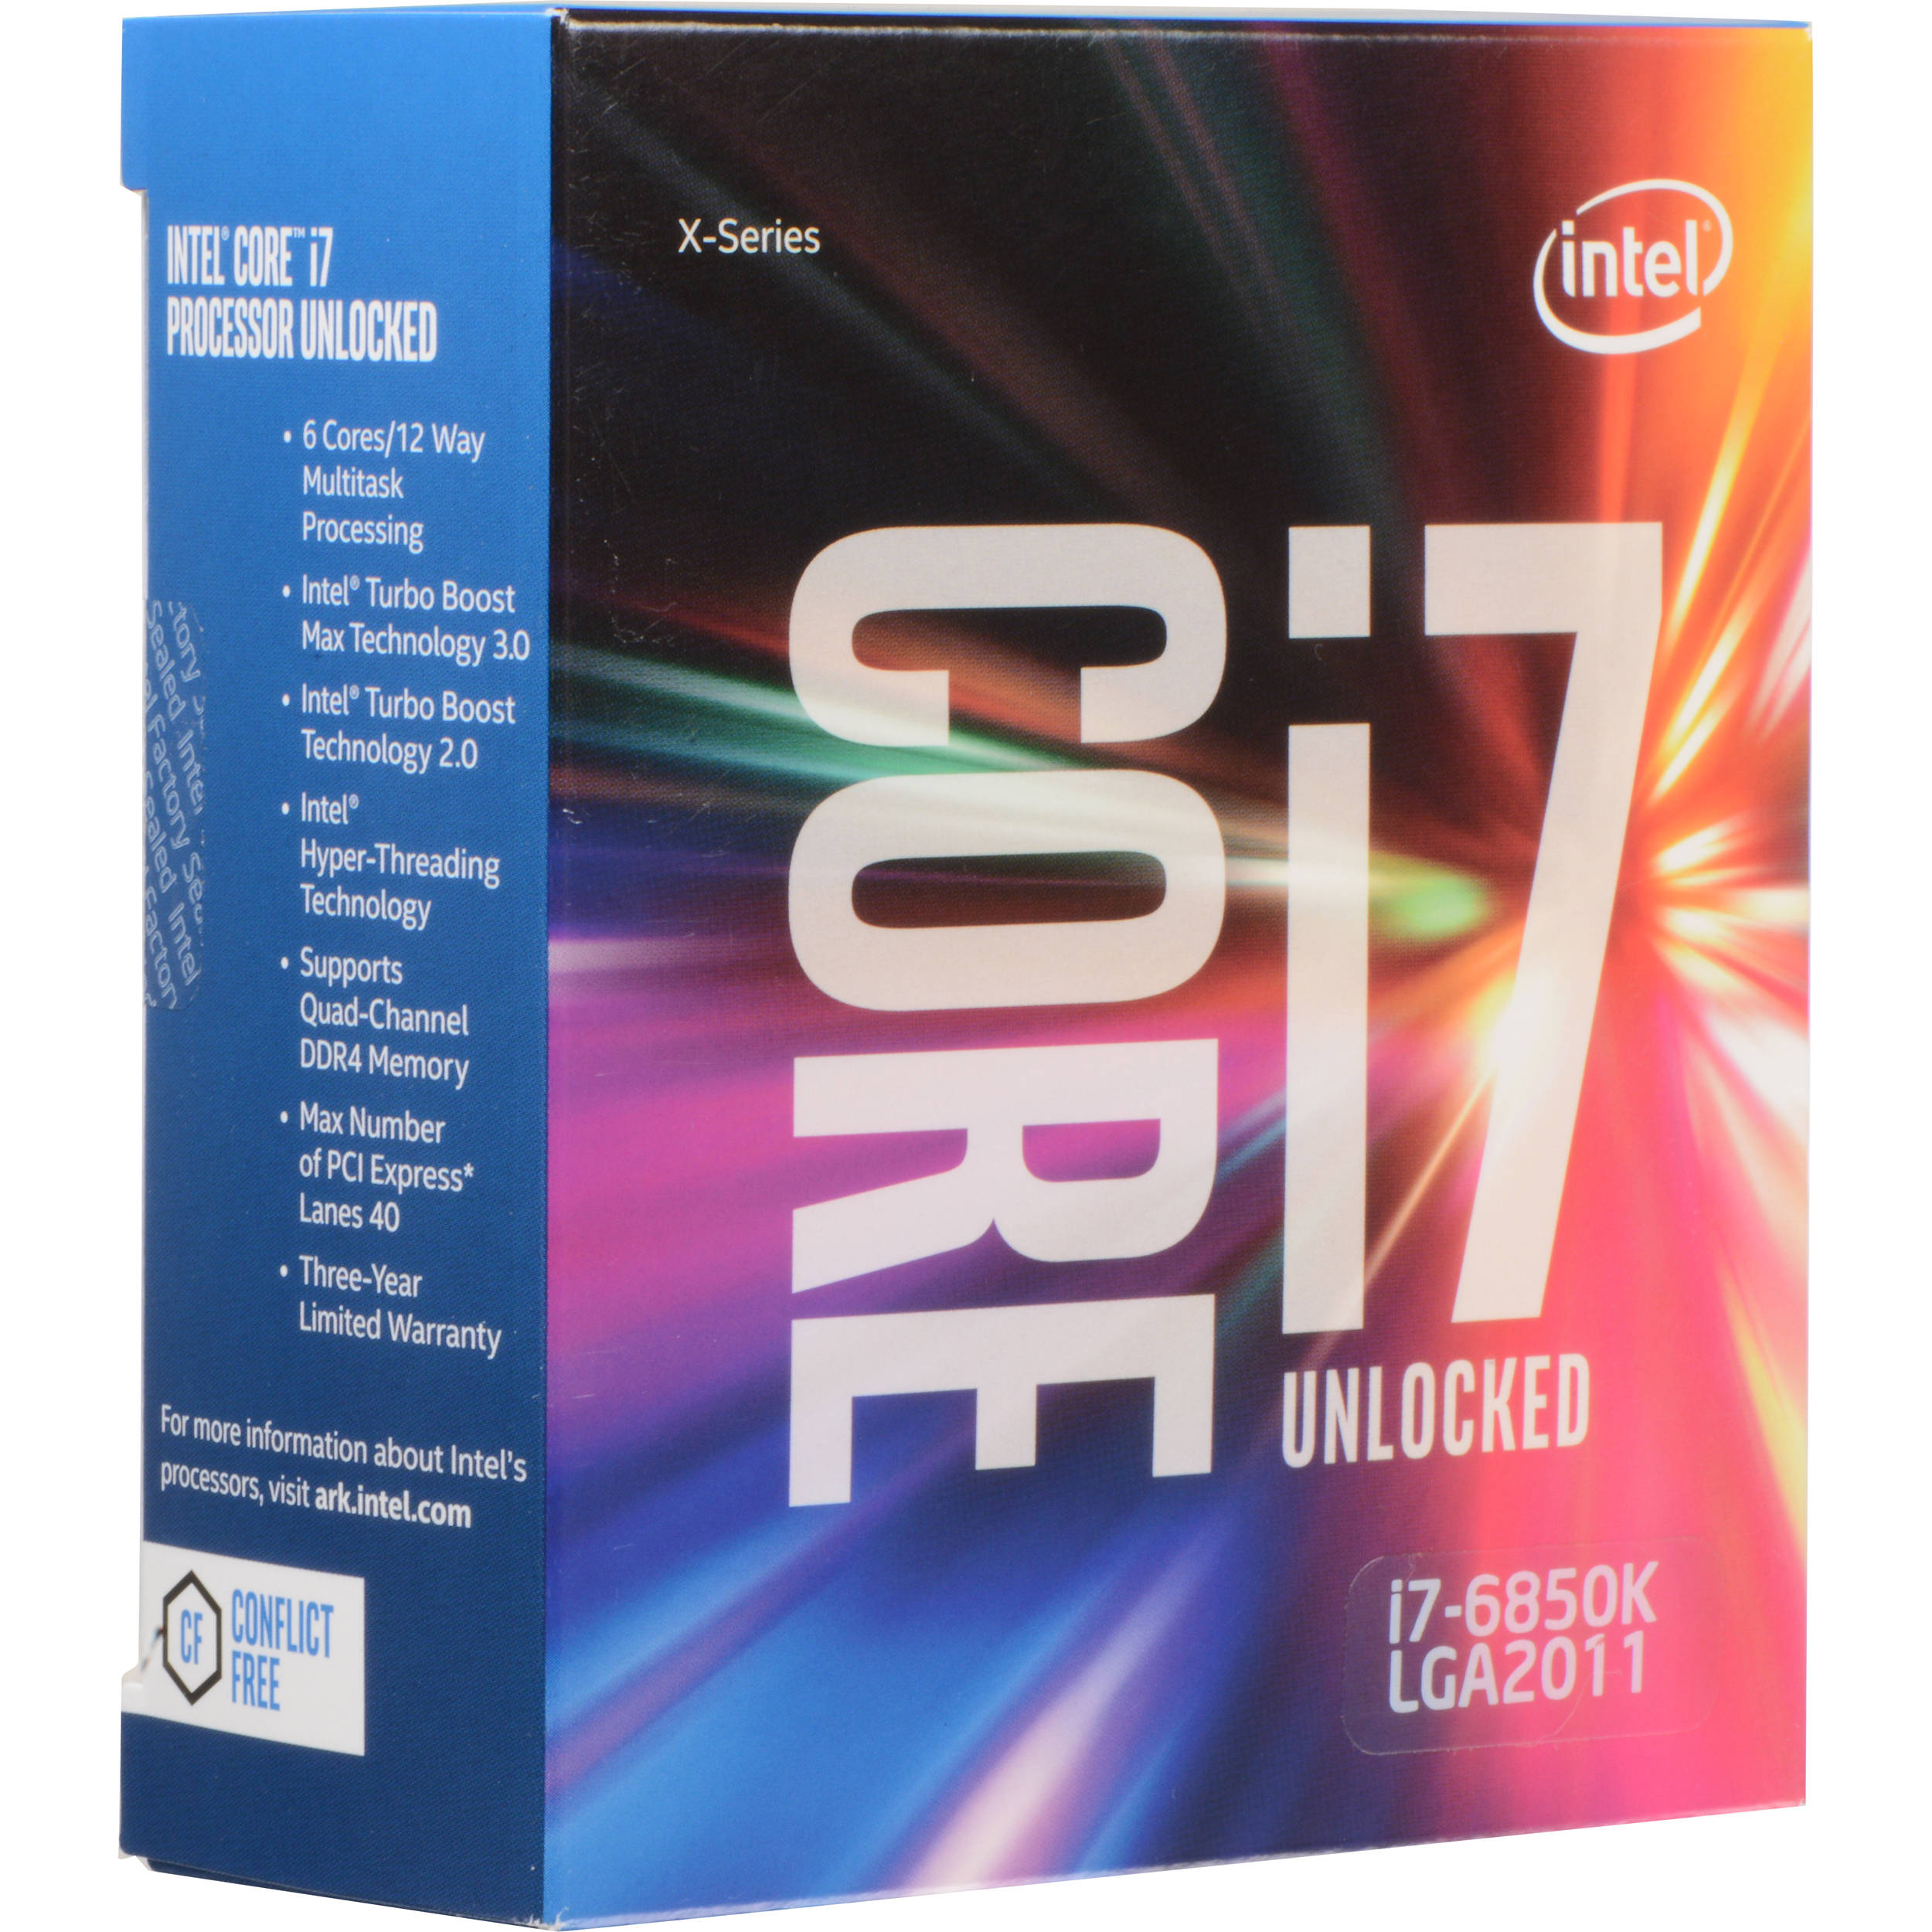 INTEL® CORE™ i7
PROCESSOR UNLOCKED
• 6 Cores/12 Way
Multitask
Processing
• Intel® Turbo Boost
Max Technology 3.0
• Intel® Turbo Boost
Technology 2.0
• Intel®
Hyper-Threading
Technology
• Supports
Quad-Channel
DDR4 Memory
• Max Number
of PCI Express*
Lanes 40
• Three-Year
Limited Warranty
For more information about Intel's
processors, visit ark.intel.com
CF
CONFLICT
FREE
X-Series
intel®
CORE
i7
UNLOCKED
i7-6850K
LGA2011